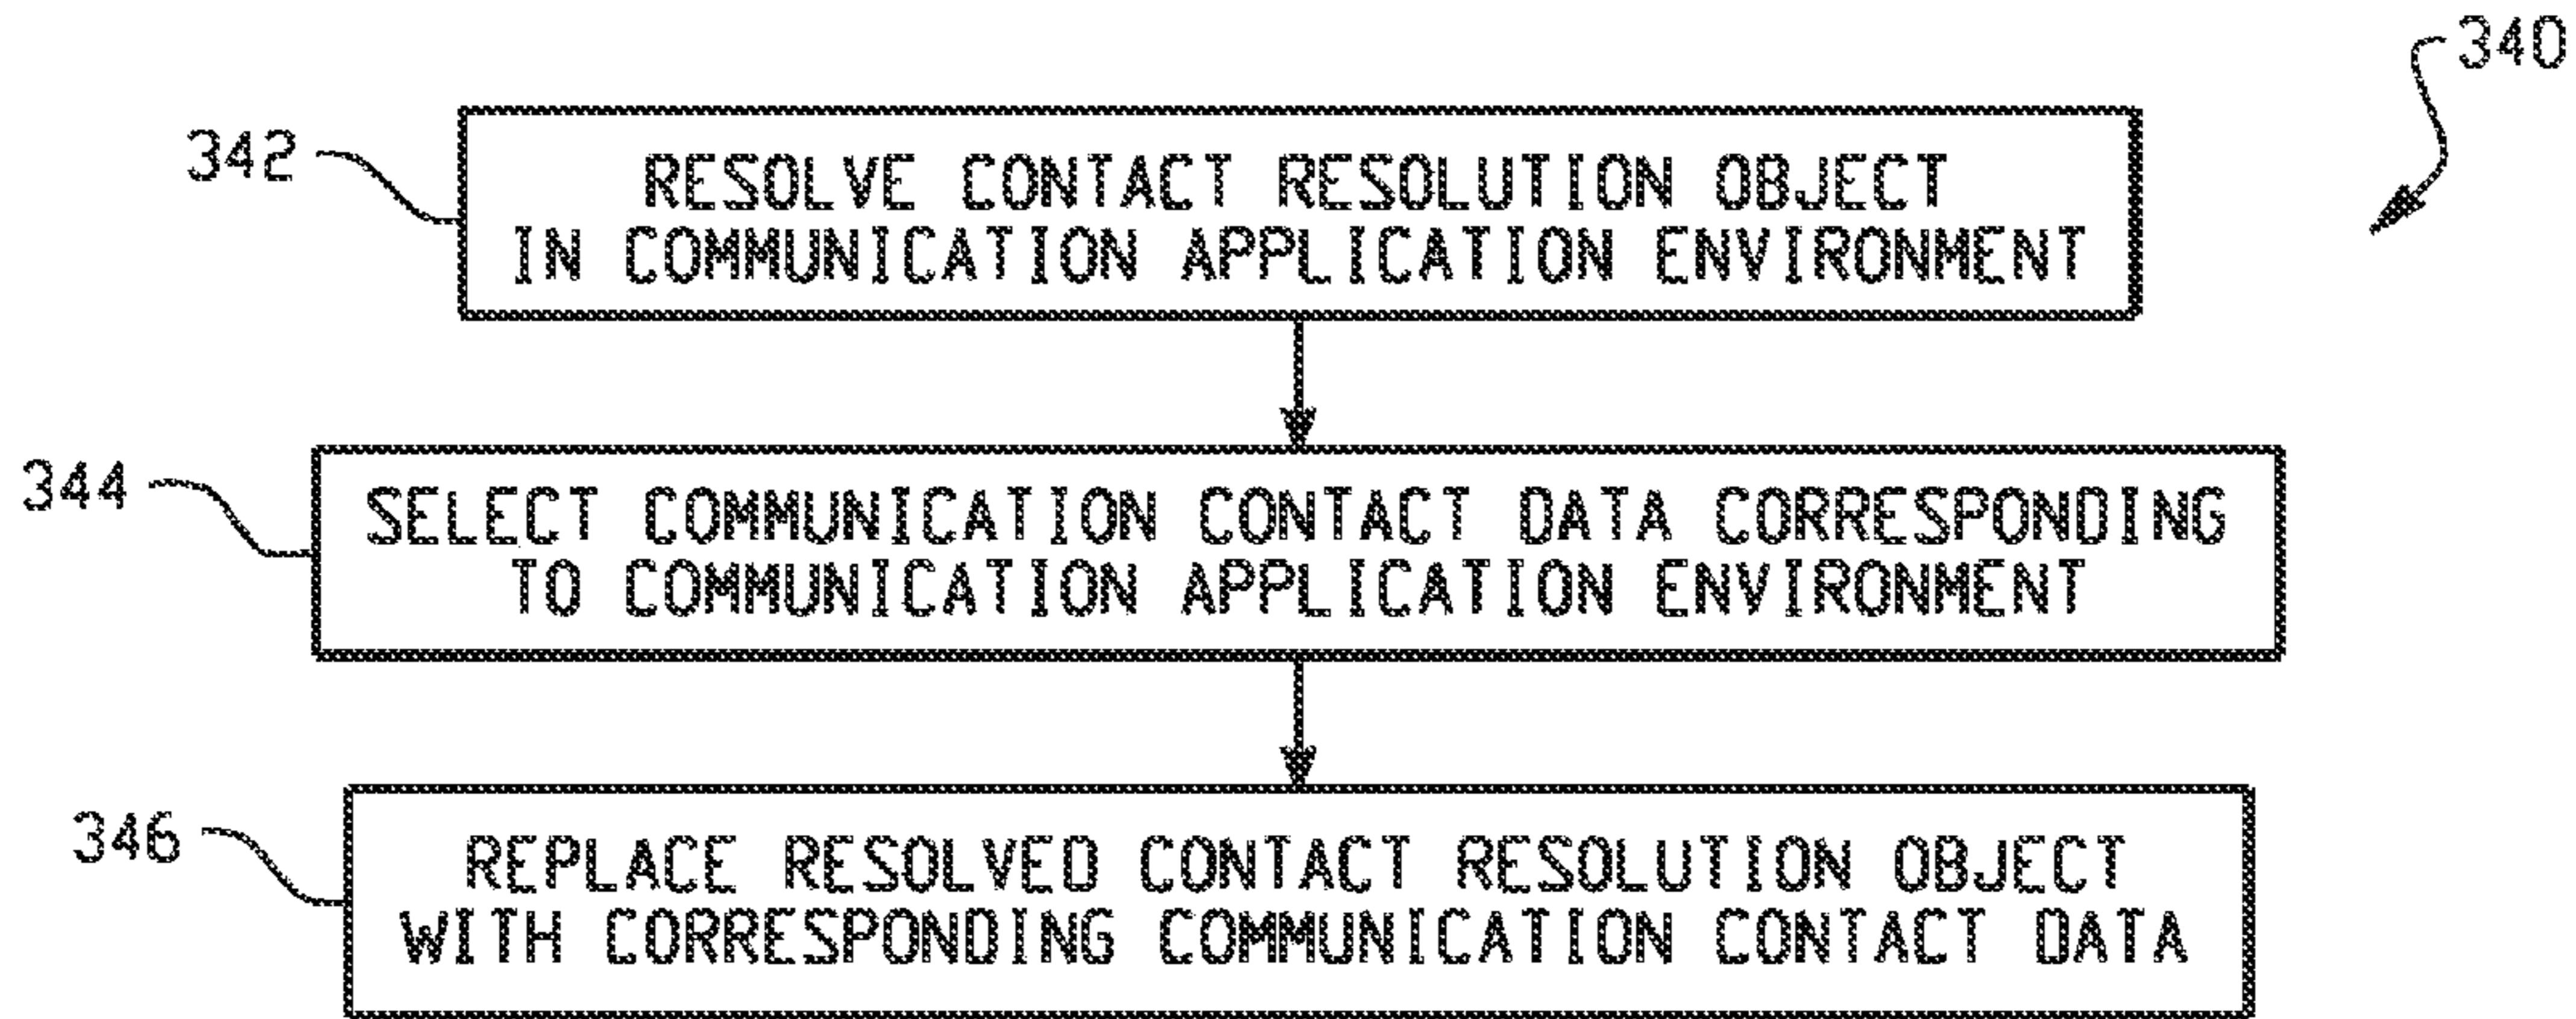 340
342
RESOLVE CONTACT RESOLUTION OBJECT
IN COMMUNICATION APPLICATION ENVIRONMENT
344
SELECT COMMUNICATION CONTACT DATA CORRESPONDING
TO COMMUNICATION APPLICATION ENVIRONMENT
346
REPLACE RESOLVED CONTACT RESOLUTION OBJECT
WITH CORRESPONDING COMMUNICATION CONTACT DATA